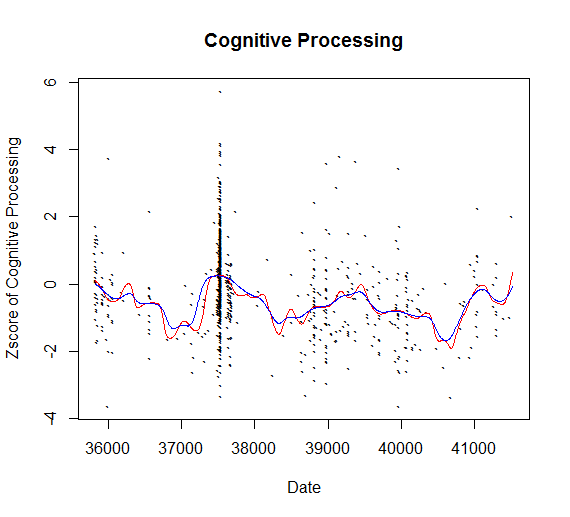 Cognitive Processing
Zscore of Cognitive Processing
6
4
2
0
-2
-4
36000 37000 38000 39000 40000 41000
Date